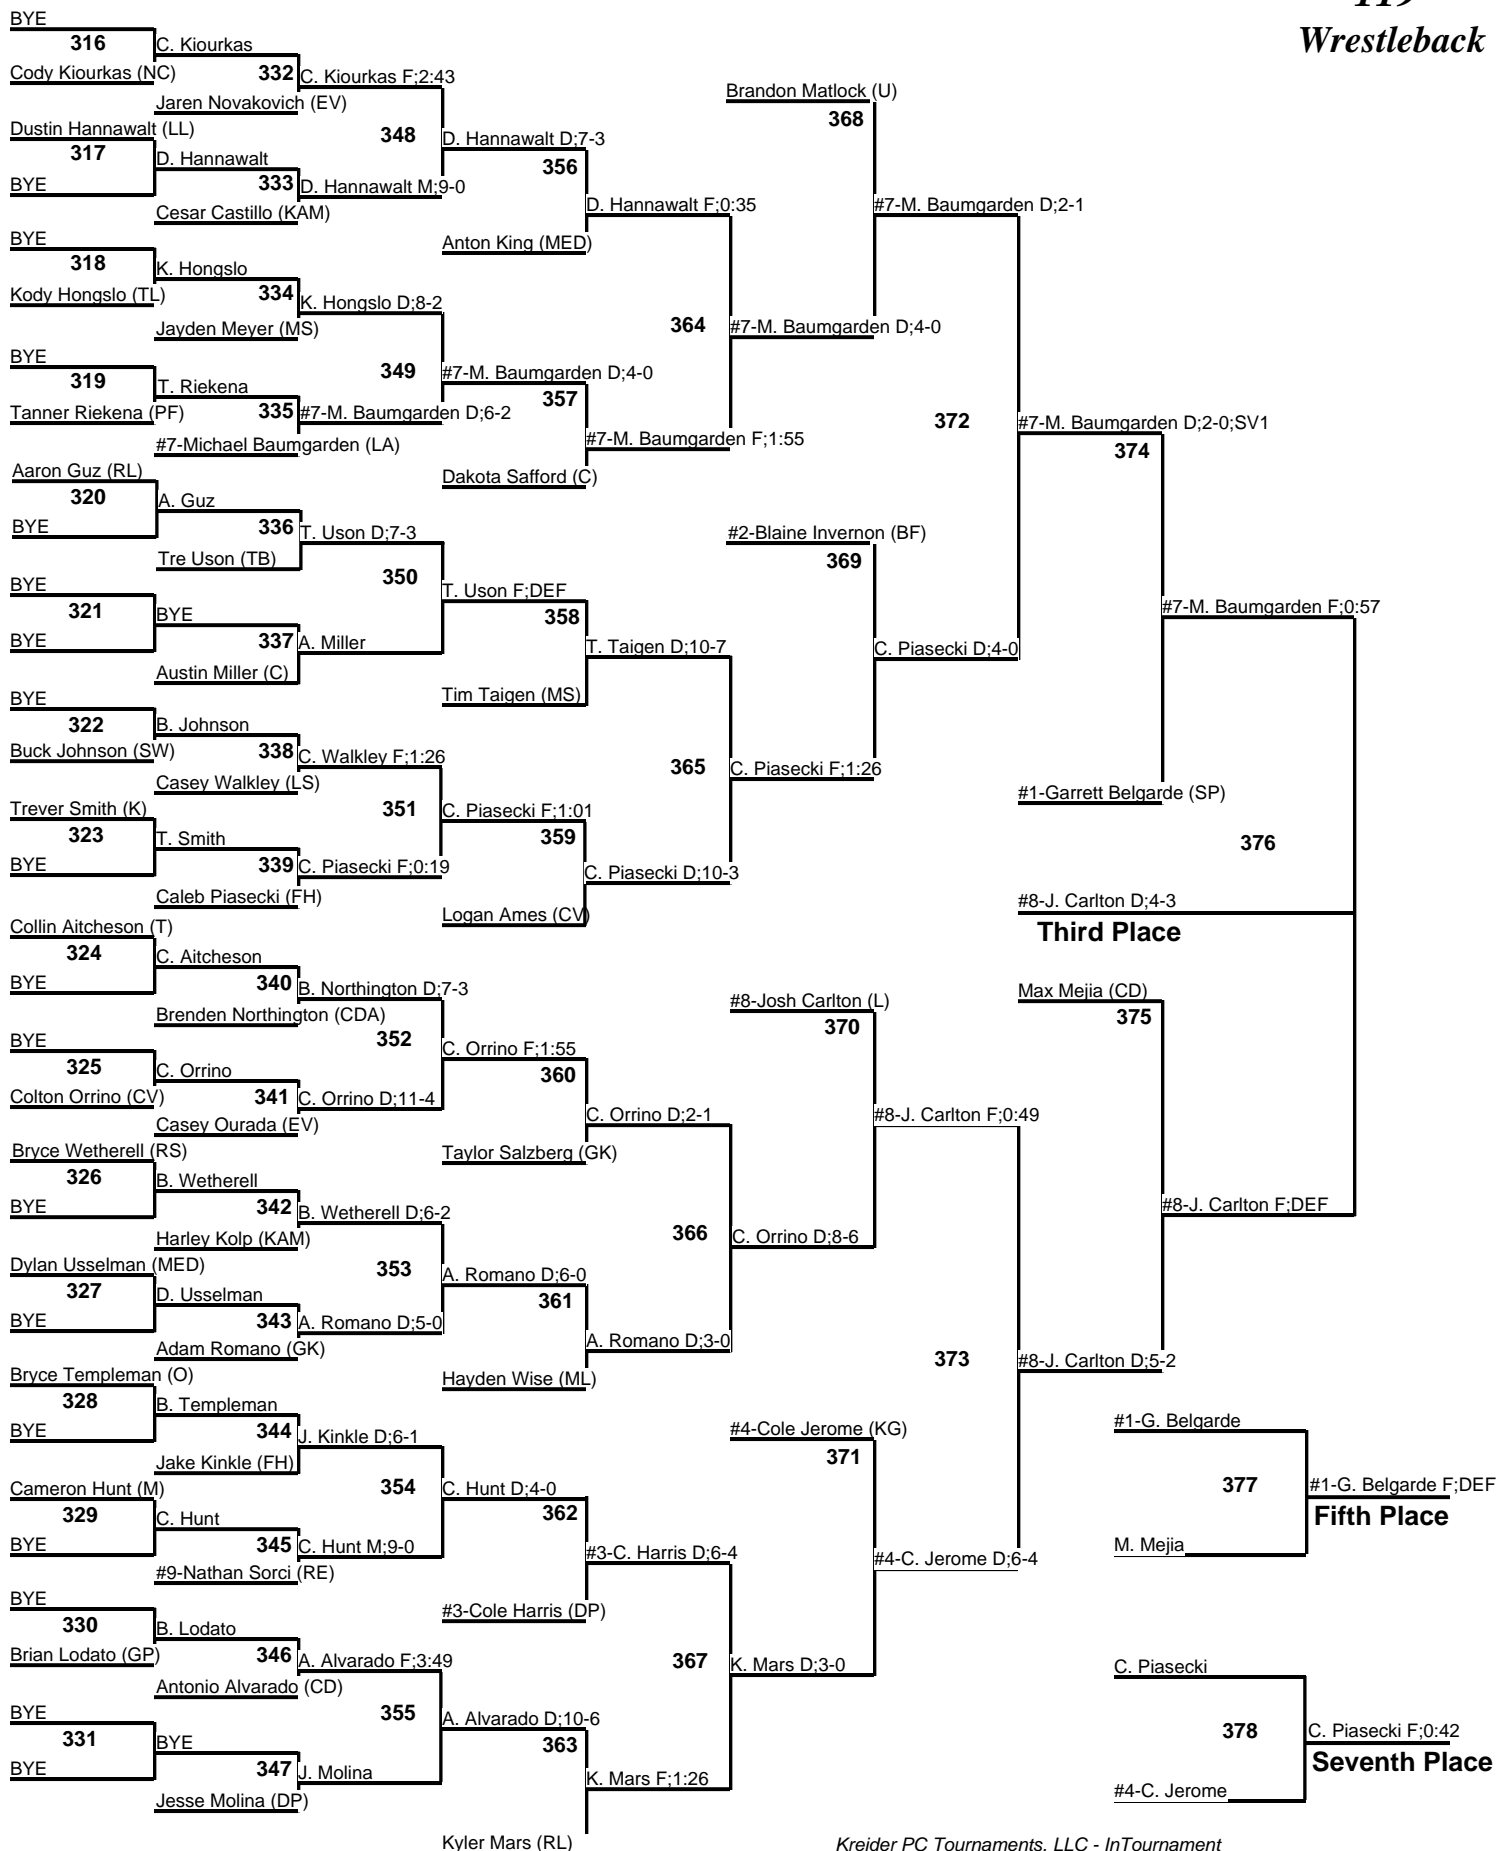 119
Wrestleback
BYE
316
C. Kiourkas
Cody Kiourkas (NC)
332
C. Kiourkas F;2:43
Jaren Novakovich (EV)
Dustin Hannawalt (LL)
348
317
D. Hannawalt
D. Hannawalt D;7-3
BYE
333
D. Hannawalt M;9-0
356
Cesar Castillo (KAM)
D. Hannawalt F;0:35
Anton King (MED)
BYE
318
K. Hongslo
Kody Hongslo (TL)
334
K. Hongslo D;8-2
Jayden Meyer (MS)
364
#7-M. Baumgarden D;4-0
BYE
319
349
#7-M. Baumgarden D;4-0
T. Riekena
Tanner Riekena (PF)
335
#7-M. Baumgarden D;6-2
357
#7-Michael Baumgarden (LA)
#7-M. Baumgarden F;1:55
Dakota Safford (C)
Brandon Matlock (U)
368
#7-M. Baumgarden D;2-1
372
#7-M. Baumgarden D;2-0;SV1
374
Aaron Guz (RL)
320
A. Guz
BYE
336
T. Uson D;7-3
Tre Uson (TB)
#2-Blaine Invernon (BF)
369
350
T. Uson F;DEF
BYE
321
BYE
358
BYE
337
A. Miller
Austin Miller (C)
T. Taigen D;10-7
C. Piasecki D;4-0
Tim Taigen (MS)
#7-M. Baumgarden F;0:57
BYE
322
B. Johnson
Buck Johnson (SW)
338
C. Walkley F;1:26
365
C. Piasecki F;1:26
Casey Walkley (LS)
Trever Smith (K)
351
C. Piasecki F;1:01
323
T. Smith
359
BYE
339
C. Piasecki F;0:19
C. Piasecki D;10-3
Caleb Piasecki (FH)
Logan Ames (CV)
#1-Garrett Belgarde (SP)
376
#8-J. Carlton D;4-3
Third Place
Collin Aitcheson (T)
324
C. Aitcheson
BYE
340
B. Northington D;7-3
Brenden Northington (CDA)
#8-Josh Carlton (L)
370
Max Mejia (CD)
375
BYE
352
C. Orrino F;1:55
325
C. Orrino
360
Colton Orrino (CV)
341
C. Orrino D;11-4
Casey Ourada (EV)
C. Orrino D;2-1
#8-J. Carlton F;0:49
Taylor Salzberg (GK)
Bryce Wetherell (RS)
326
B. Wetherell
BYE
342
B. Wetherell D;6-2
366
C. Orrino D;8-6
Harley Kolp (KAM)
#8-J. Carlton F;DEF
Dylan Usselman (MED)
353
A. Romano D;6-0
327
D. Usselman
361
BYE
343
A. Romano D;5-0
Adam Romano (GK)
A. Romano D;3-0
Hayden Wise (ML)
373
#8-J. Carlton D;5-2
Bryce Templeman (O)
328
B. Templeman
BYE
344
J. Kinkle D;6-1
Jake Kinkle (FH)
#4-Cole Jerome (KG)
371
#1-G. Belgarde
377
#1-G. Belgarde F;DEF
Fifth Place
M. Mejia
Cameron Hunt (M)
354
C. Hunt D;4-0
329
C. Hunt
362
BYE
345
C. Hunt M;9-0
#9-Nathan Sorci (RE)
#3-C. Harris D;6-4
#4-C. Jerome D;6-4
#3-Cole Harris (DP)
BYE
330
B. Lodato
Brian Lodato (GP)
346
A. Alvarado F;3:49
367
K. Mars D;3-0
Antonio Alvarado (CD)
BYE
355
A. Alvarado D;10-6
331
BYE
363
BYE
347
J. Molina
K. Mars F;1:26
Jesse Molina (DP)
Kyler Mars (RL)
C. Piasecki
378
C. Piasecki F;0:42
Seventh Place
#4-C. Jerome
Kreider PC Tournaments, LLC - InTournament